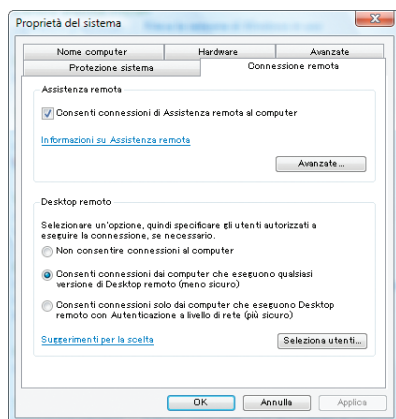 Proprietà del sistema
Nome computer
Hardware
Avanzate
Protezione sistema
Connessione remota
Assistenza remota
Consenti connessioni di Assistenza remota al computer
Informazioni su Assistenza remota
Avanzate...
Desktop remoto
Selezionare un'opzione, quindi specificare gli utenti autorizzati a
eseguire la connessione, se necessario.
Non consentire connessioni al computer
Consenti connessioni dai computer che eseguono qualsiasi
versione di Desktop remoto (meno sicuro)
Consenti connessioni solo dai computer che eseguono Desktop
remoto con Autenticazione a livello di rete (più sicuro)
Suggerimenti per la scelta
Seleziona utenti...
OK
Annulla
Applica